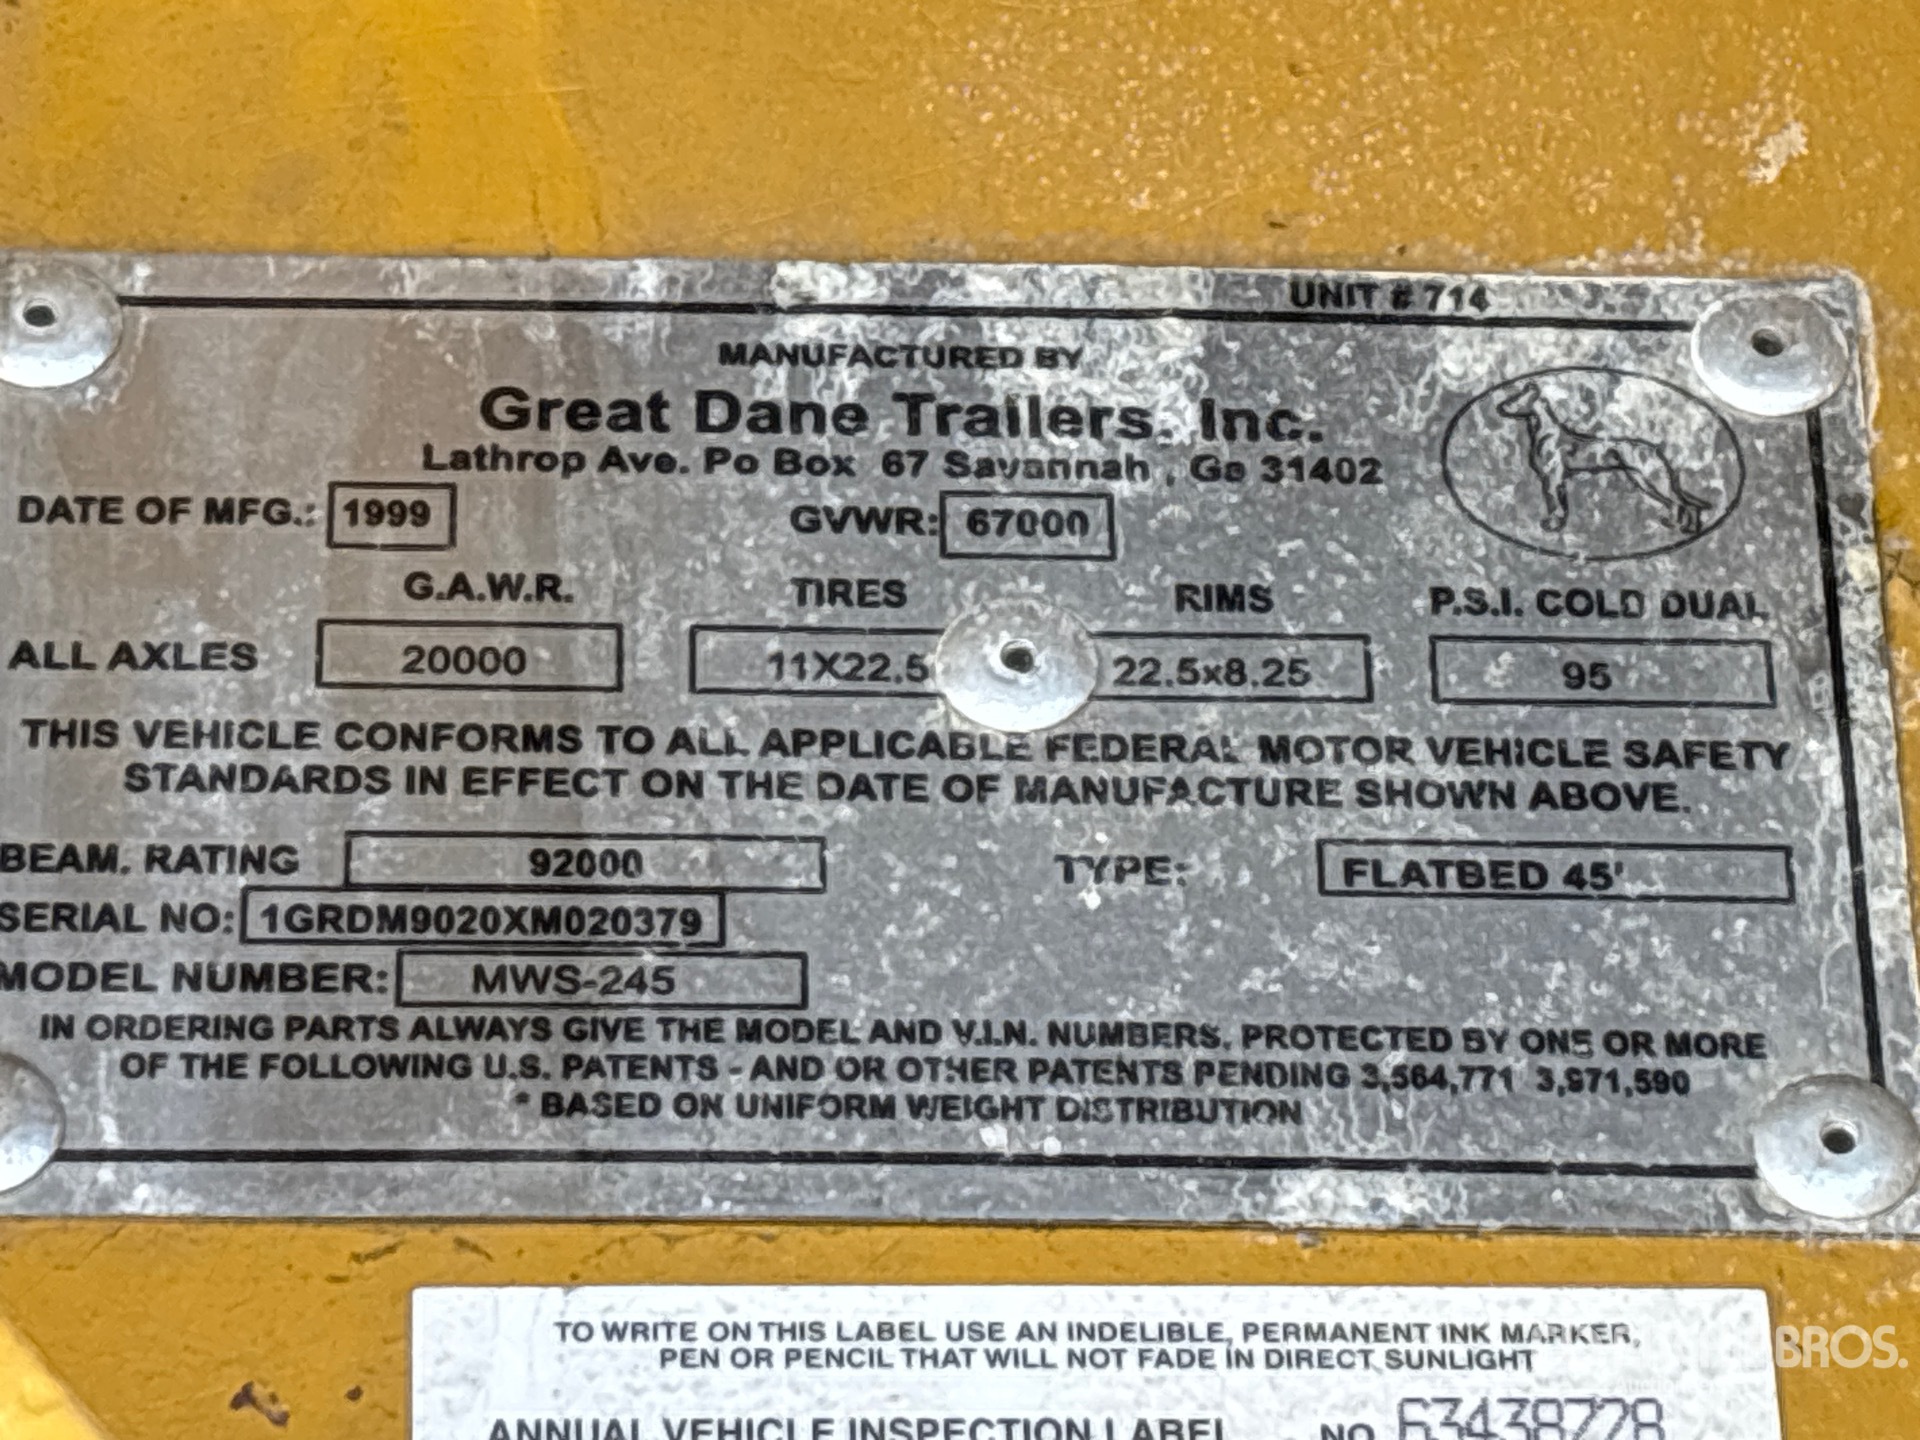 UNIT # 714
MANUFACTURED BY
Great Dane Trailers, Inc.
Lathrop Ave. Po Box 67 Savannah , Ga 31402
DATE OF MFG.: 1999 GVWR: 67000
G.A.W.R. TIRES RIMS P.S.I. COLD DUAL
ALL AXLES 20000 11X22.5 22.5x8.25 95
THIS VEHICLE CONFORMS TO ALL APPLICABLE FEDERAL MOTOR VEHICLE SAFETY
STANDARDS IN EFFECT ON THE DATE OF MANUFACTURE SHOWN ABOVE.
BEAM. RATING 92000 TYPE: FLATBED 45'
SERIAL NO: 1GRDM9020XM020379
MODEL NUMBER: MWS-245
IN ORDERING PARTS ALWAYS GIVE THE MODEL AND V.I.N. NUMBERS. PROTECTED BY ONE OR MORE
OF THE FOLLOWING U.S. PATENTS - AND OR OTHER PATENTS PENDING 3,564,771 3,971,590
* BASED ON UNIFORM WEIGHT DISTRIBUTION
TO WRITE ON THIS LABEL USE AN INDELIBLE, PERMANENT INK MARKER,
PEN OR PENCIL THAT WILL NOT FADE IN DIRECT SUNLIGHT
BROS.
ANNUAL VEHICLE INSPECTION LABEL NO. 63438728